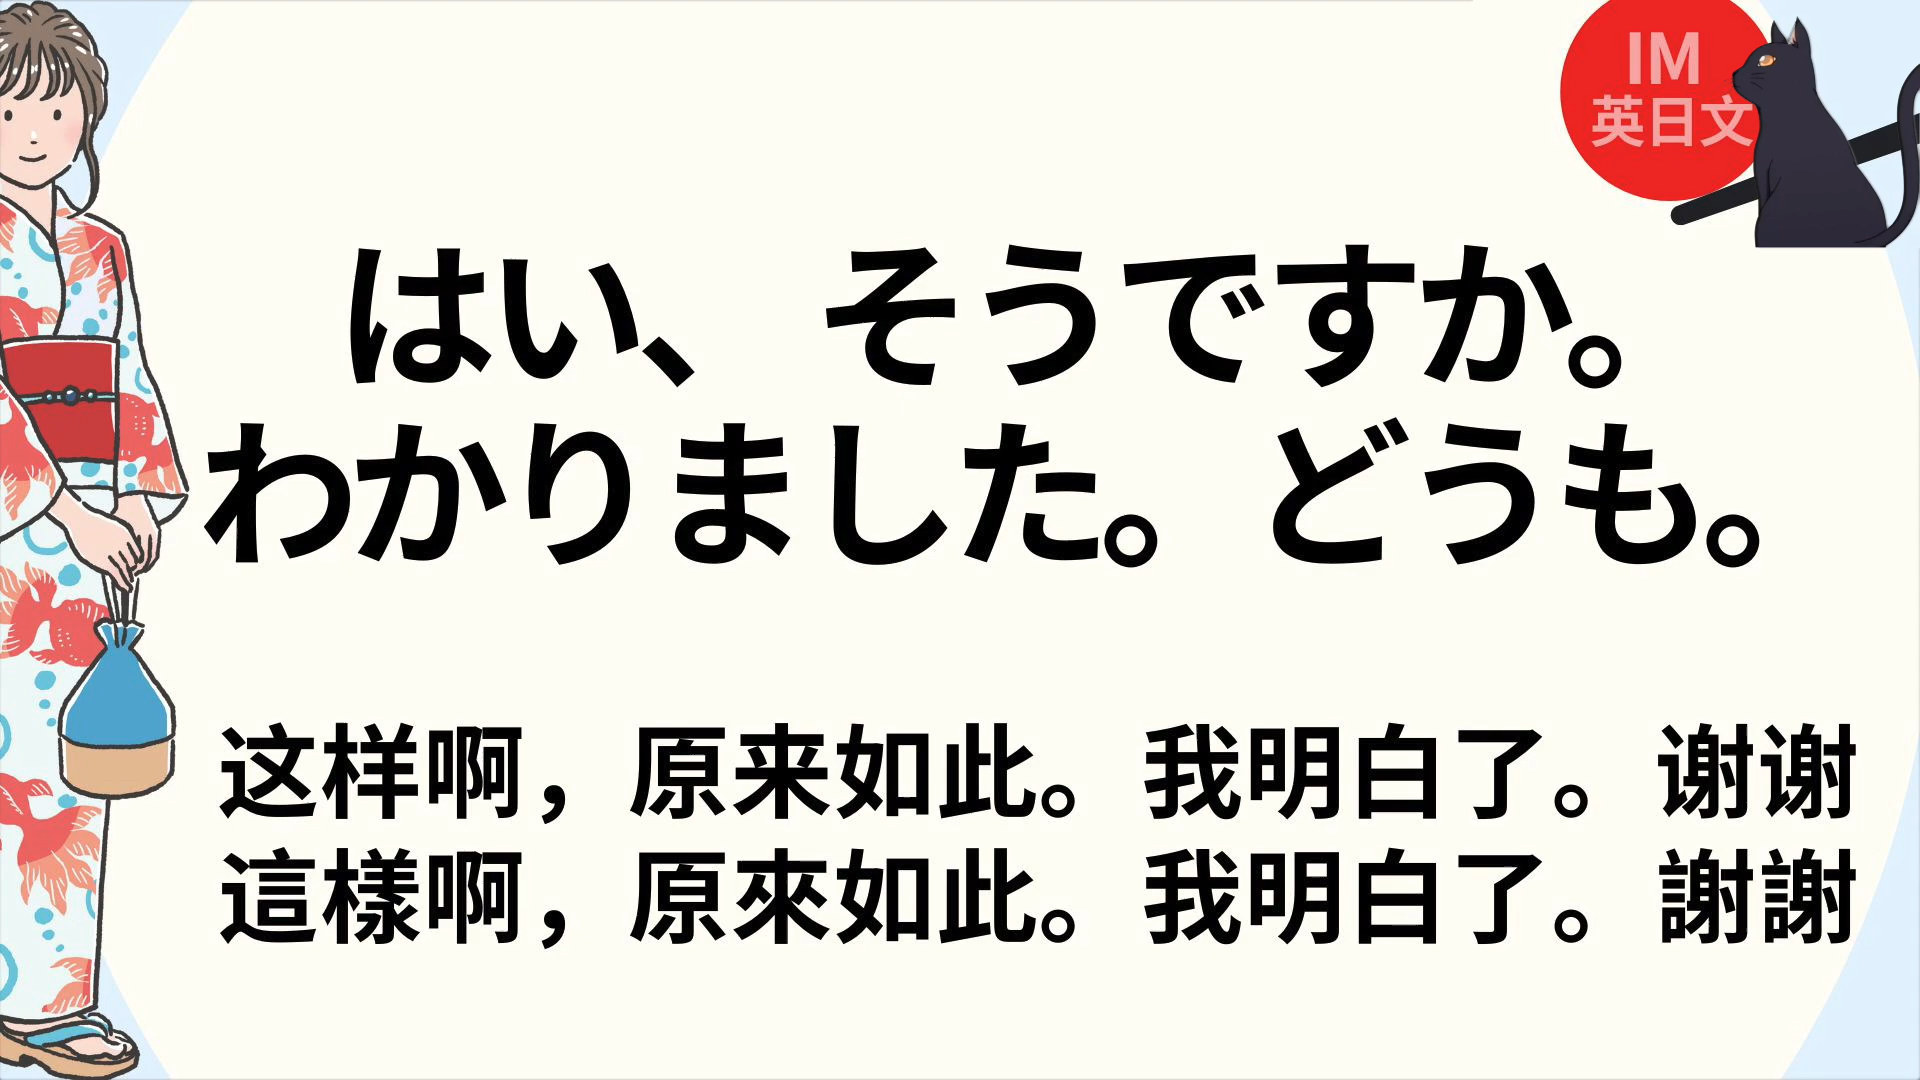 IM
英日文
はい、 そうですか。
わかりました。どうも。
这样啊，原来如此。我明白了。谢谢
這樣啊，原來如此。我明白了。謝謝